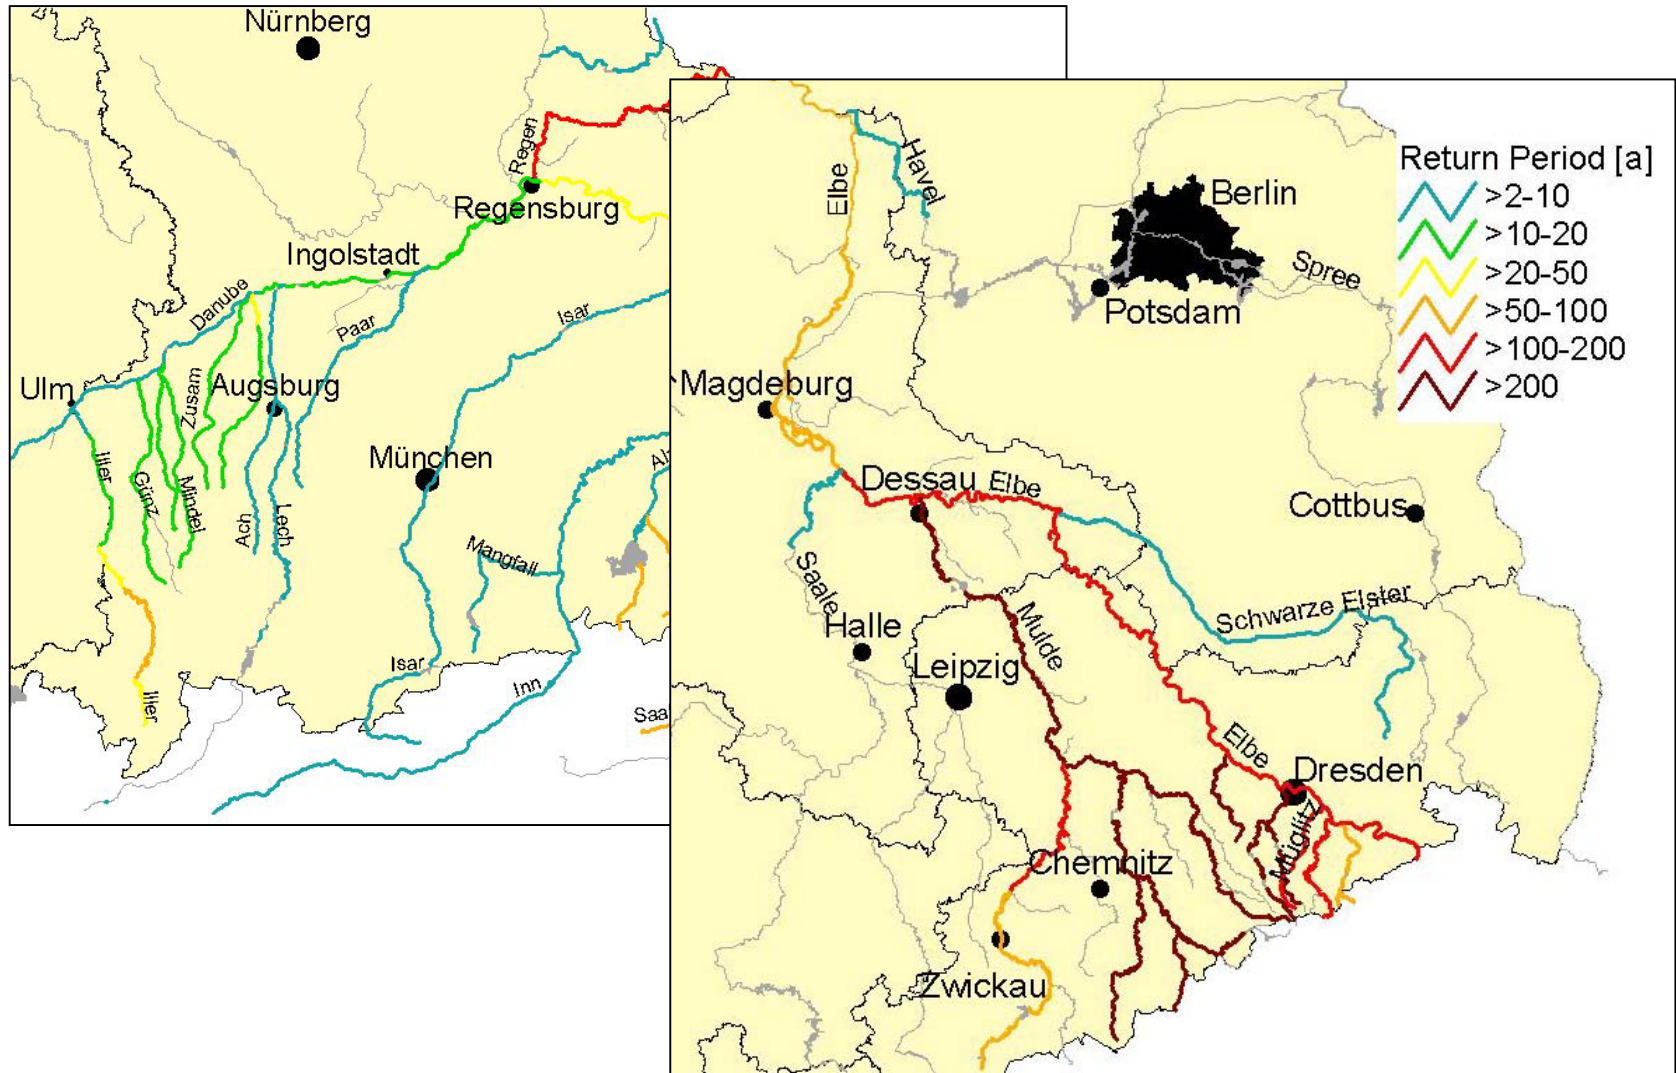 Nürnberg
Regen
Regensburg
Ingolstadt
Danube
Paar
Isar
Ulm
Zusam
Augsburg
München
Iller
Günz
Mindel
Ach
Lech
Mangfall
Isar
Inn
Iller
Elbe
Havel
Berlin
Potsdam
Spree
Return Period [a]
>2-10
>10-20
>20-50
>50-100
>100-200
>200
Magdeburg
Dessau
Elbe
Cottbus
Saale
Halle
Mulde
Schwarze Elster
Leipzig
Elbe
Dresden
Müglitz
Chemnitz
Zwickau